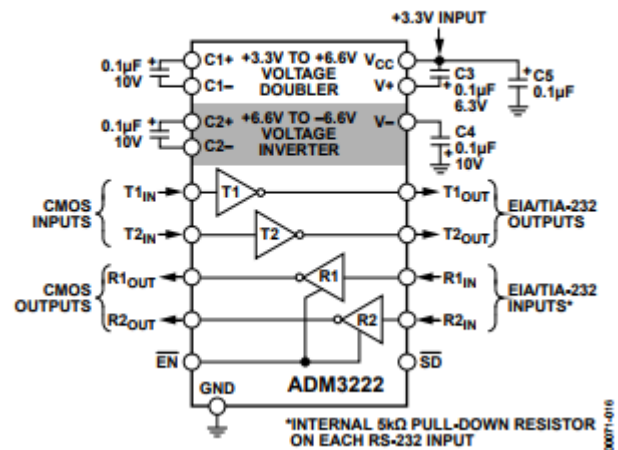 +3.3V INPUT
0.1µF
10V
+
C1+
C1–
+3.3V TO +6.6V
VOLTAGE
DOUBLER
VCC
V+
+
C3
0.1µF
6.3V
+
C5
0.1µF
0.1µF
10V
+
C2+
C2–
+6.6V TO –6.6V
VOLTAGE
INVERTER
V–
+
C4
0.1µF
10V
CMOS
INPUTS
T1IN
T2IN
T1
T2
T1OUT
T2OUT
EIA/TIA-232
OUTPUTS
CMOS
OUTPUTS
R1OUT
R2OUT
R1
R2
R1IN
R2IN
EIA/TIA-232
INPUTS*
EN
SD
GND
ADM3222
*INTERNAL 5kΩ PULL-DOWN RESISTOR
ON EACH RS-232 INPUT
00071-016